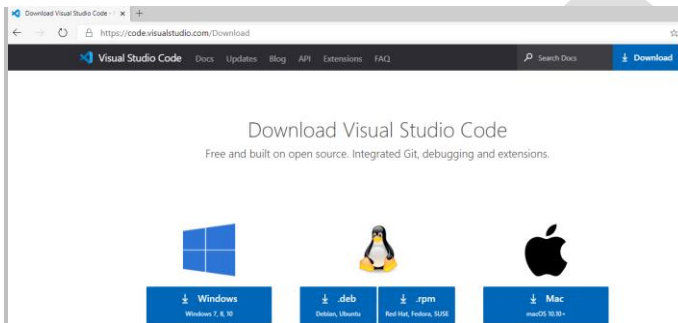 Download Visual Studio Code -
https://code.visualstudio.com/Download
Visual Studio Code Docs Updates Blog API Extensions FAQ Search Docs Download
Download Visual Studio Code
Free and built on open source. Integrated Git, debugging and extensions.
Windows .deb .rpm Mac
Windows 7, 8, 10 Debian, Ubuntu Red Hat, Fedora, SUSE macOS 10.10+